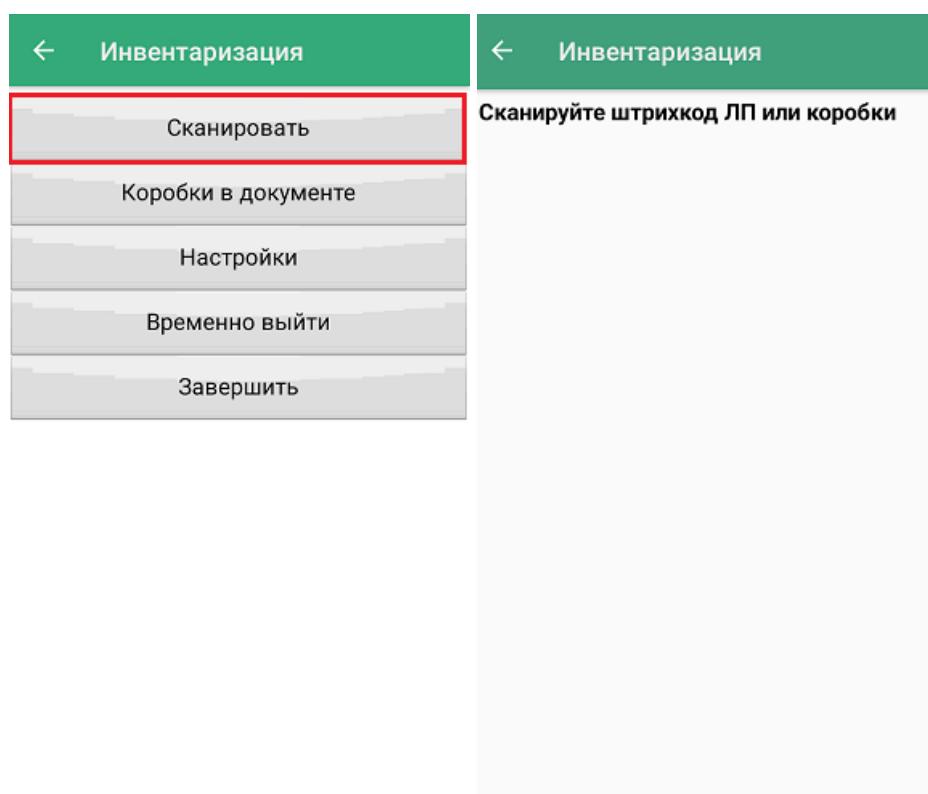 Инвентаризация
Сканировать
Коробки в документе
Настройки
Временно выйти
Завершить
Инвентаризация
Сканируйте штрихкод ЛП или коробки